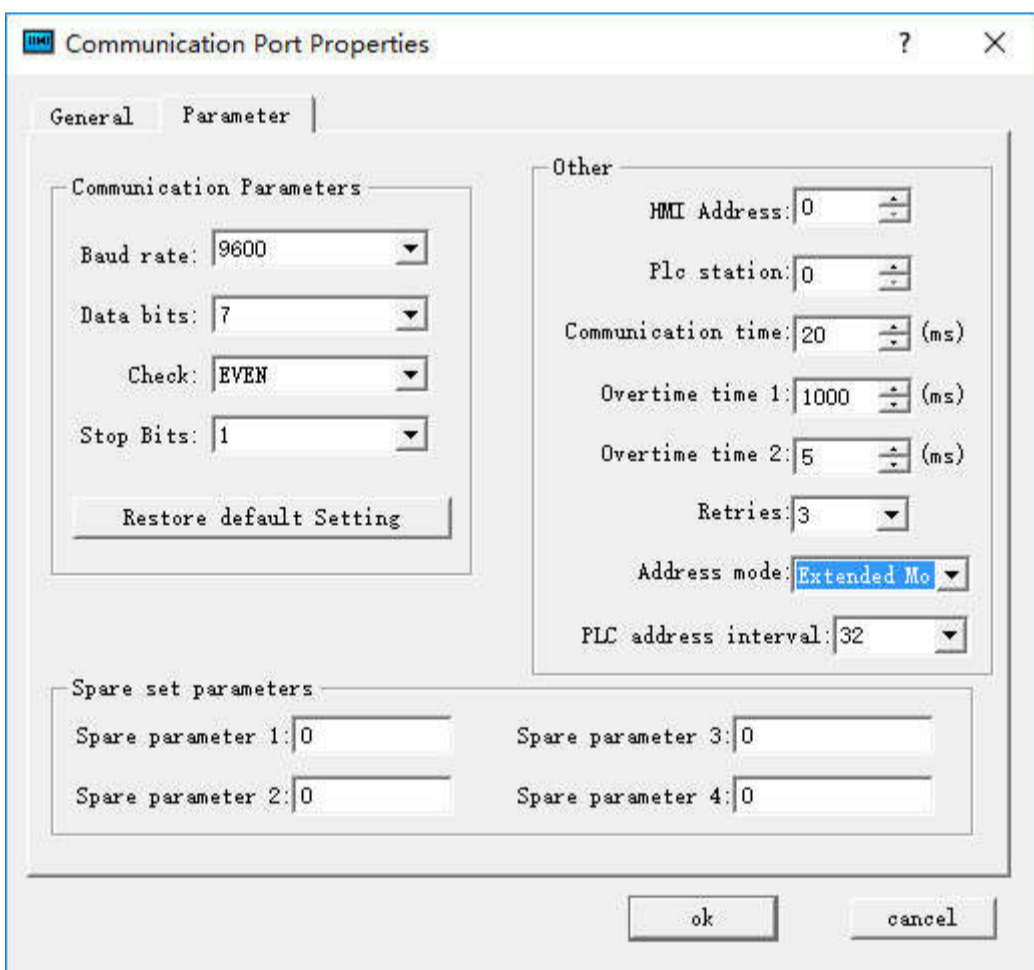 HMI Communication Port Properties ? ×
General Parameter
Communication Parameters
Baud rate: 9600
Data bits: 7
Check: EVEN
Stop Bits: 1
Restore default Setting
Other
HMI Address: 0
Plc station: 0
Communication time: 20 (ms)
Overtime time 1: 1000 (ms)
Overtime time 2: 5 (ms)
Retries: 3
Address mode: Extended Mo
PLC address interval: 32
Spare set parameters
Spare parameter 1: 0 Spare parameter 3: 0
Spare parameter 2: 0 Spare parameter 4: 0
ok cancel